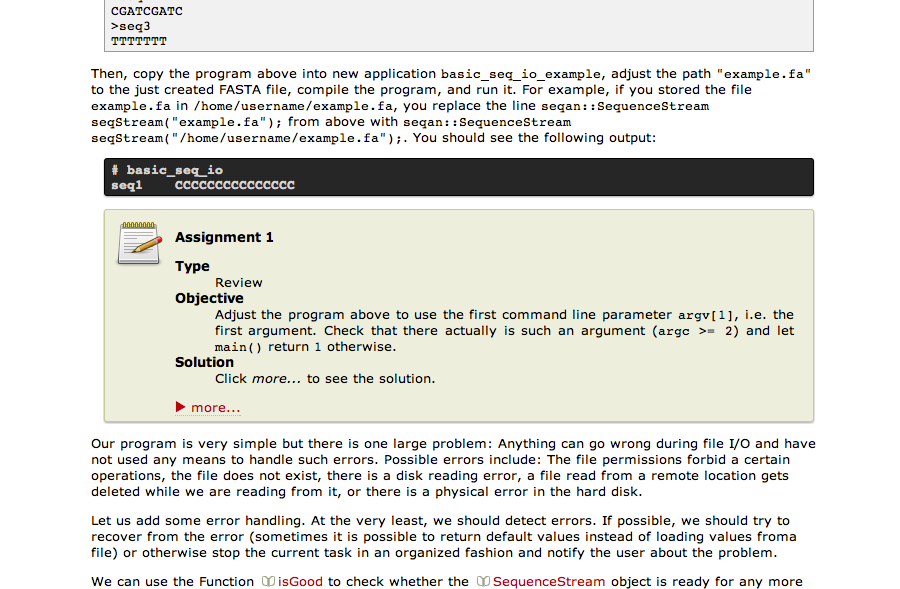 CGATCGATC
>seq3
TTTTTTT
Then, copy the program above into new application basic_seq_io_example, adjust the path "example.fa"
to the just created FASTA file, compile the program, and run it. For example, if you stored the file
example.fa in /home/username/example.fa, you replace the line seqan::SequenceStream
seqStream("example.fa"); from above with seqan::SequenceStream
seqStream("/home/username/example.fa");. You should see the following output:
# basic_seq_io
seq1    CCCCCCCCCCCCCCC
Assignment 1
Type
Review
Objective
Adjust the program above to use the first command line parameter argv[1], i.e. the
first argument. Check that there actually is such an argument (argc >= 2) and let
main() return 1 otherwise.
Solution
Click more... to see the solution.
more...
Our program is very simple but there is one large problem: Anything can go wrong during file I/O and have
not used any means to handle such errors. Possible errors include: The file permissions forbid a certain
operations, the file does not exist, there is a disk reading error, a file read from a remote location gets
deleted while we are reading from it, or there is a physical error in the hard disk.
Let us add some error handling. At the very least, we should detect errors. If possible, we should try to
recover from the error (sometimes it is possible to return default values instead of loading values froma
file) or otherwise stop the current task in an organized fashion and notify the user about the problem.
We can use the Function isGood to check whether the SequenceStream object is ready for any more